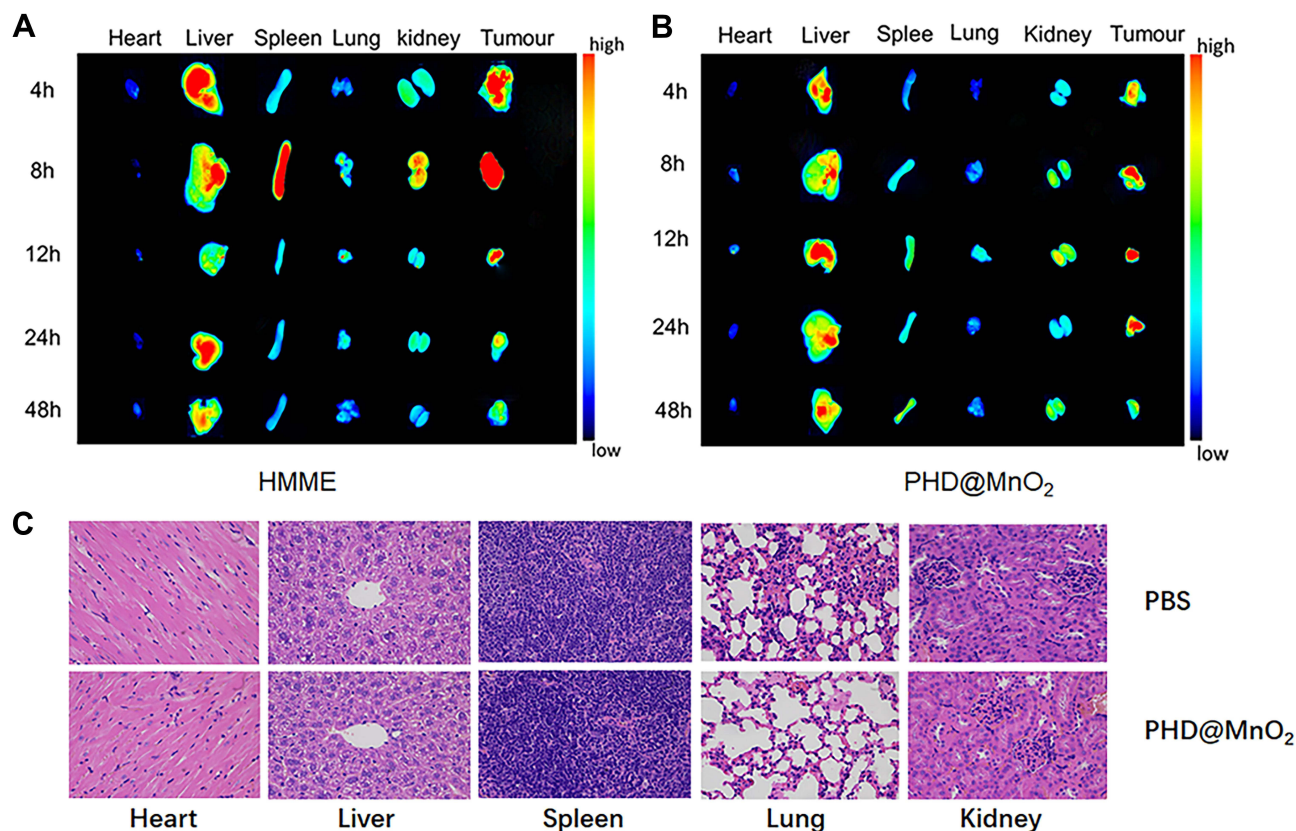 A
Heart Liver Spleen Lung kidney Tumour
high
4h
8h
12h
24h
48h
low
HMME
B
Heart Liver Splee Lung Kidney Tumour
high
4h
8h
12h
24h
48h
low
PHD@MnO₂
C
PBS
PHD@MnO₂
Heart Liver Spleen Lung Kidney